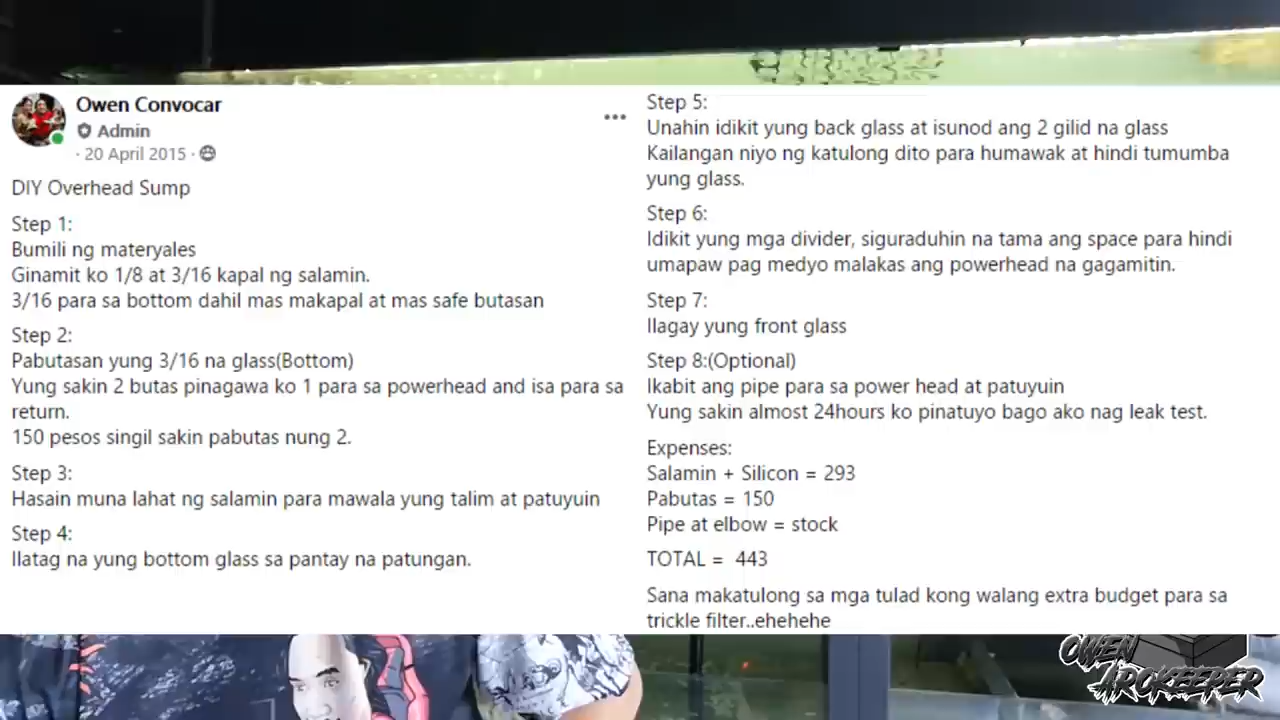 Owen Convocar
Admin
· 20 April 2015 ·
DIY Overhead Sump
Step 1:
Bumili ng materyales
Ginamit ko 1/8 at 3/16 kapal ng salamin.
3/16 para sa bottom dahil mas makapal at mas safe butasan
Step 2:
Pabutasan yung 3/16 na glass(Bottom)
Yung sakin 2 butas pinagawa ko 1 para sa powerhead and isa para sa
return.
150 pesos singil sakin pabutas nung 2.
Step 3:
Hasain muna lahat ng salamin para mawala yung talim at patuyuin
Step 4:
Ilatag na yung bottom glass sa pantay na patungan.
Step 5:
Unahin idikit yung back glass at isunod ang 2 gilid na glass
Kailangan niyo ng katulong dito para humawak at hindi tumumba
yung glass.
Step 6:
Idikit yung mga divider, siguraduhin na tama ang space para hindi
umapaw pag medyo malakas ang powerhead na gagamitin.
Step 7:
Ilagay yung front glass
Step 8:(Optional)
Ikabit ang pipe para sa power head at patuyuin
Yung sakin almost 24hours ko pinatuyo bago ako nag leak test.
Expenses:
Salamin + Silicon = 293
Pabutas = 150
Pipe at elbow = stock
TOTAL =  443
Sana makatulong sa mga tulad kong walang extra budget para sa
trickle filter..ehehehe
OWEN
AROKEEPER